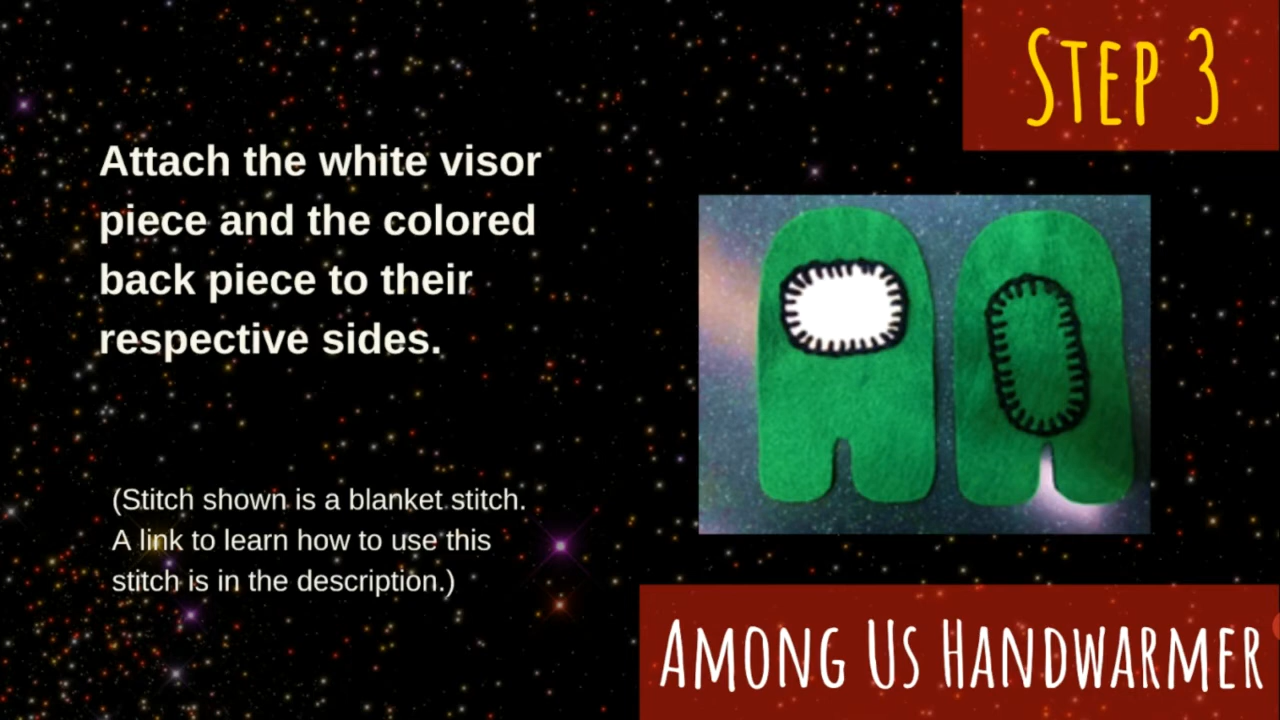 Step 3
Attach the white visor
piece and the colored
back piece to their
respective sides.
(Stitch shown is a blanket stitch.
A link to learn how to use this
stitch is in the description.)
Among Us Handwarmer